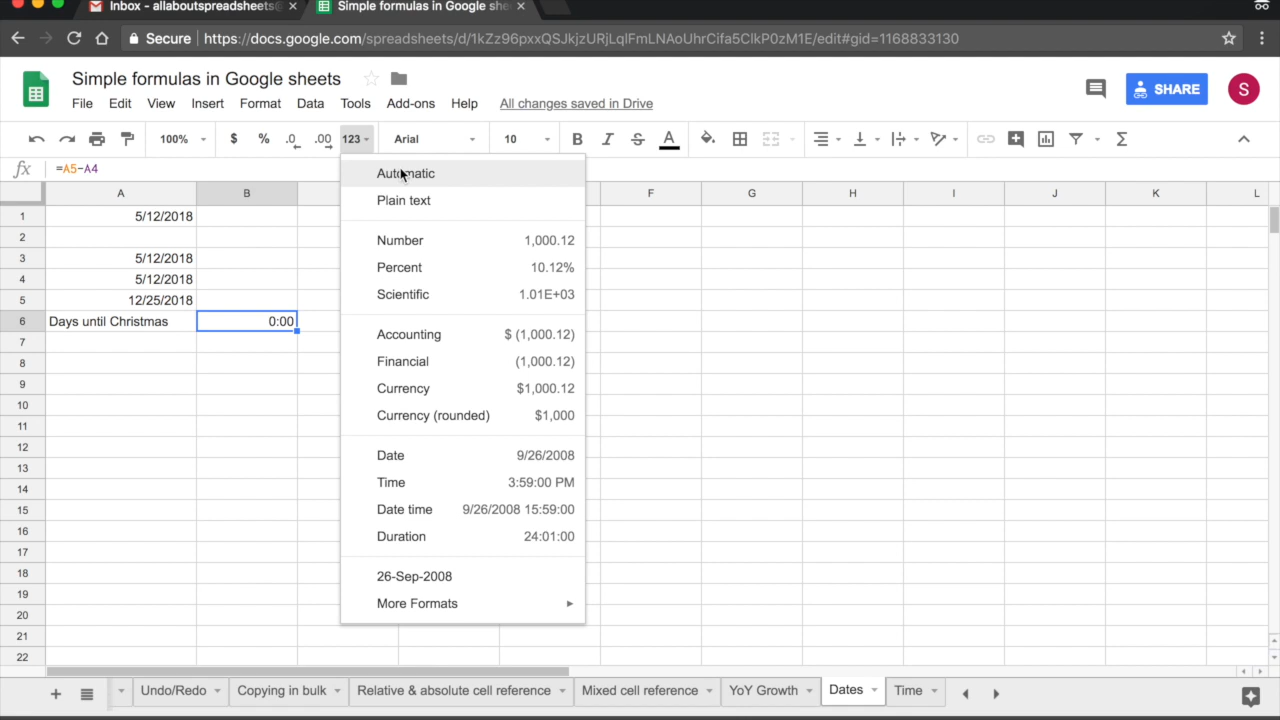 Inbox - allaboutspreadsheets@
Simple formulas in Google she
Secure
https://docs.google.com/spreadsheets/d/1kZz96pxxQSJkjzURjLqlFmLNAoUhrCifa5ClkP0zM1E/edit#gid=1168833130
Simple formulas in Google sheets
File Edit View Insert Format Data Tools Add-ons Help All changes saved in Drive
SHARE
S
100% $ % .0 .00 123 Arial 10 B I S A Σ
fx =A5-A4
A B F G H I J K L
1 5/12/2018
2
3 5/12/2018
4 5/12/2018
5 12/25/2018
6 Days until Christmas 0:00
7
8
9
10
11
12
13
14
15
16
17
18
19
20
21
22
Automatic
Plain text
Number 1,000.12
Percent 10.12%
Scientific 1.01E+03
Accounting $ (1,000.12)
Financial (1,000.12)
Currency $1,000.12
Currency (rounded) $1,000
Date 9/26/2008
Time 3:59:00 PM
Date time 9/26/2008 15:59:00
Duration 24:01:00
26-Sep-2008
More Formats
Undo/Redo Copying in bulk Relative & absolute cell reference Mixed cell reference YoY Growth Dates Time